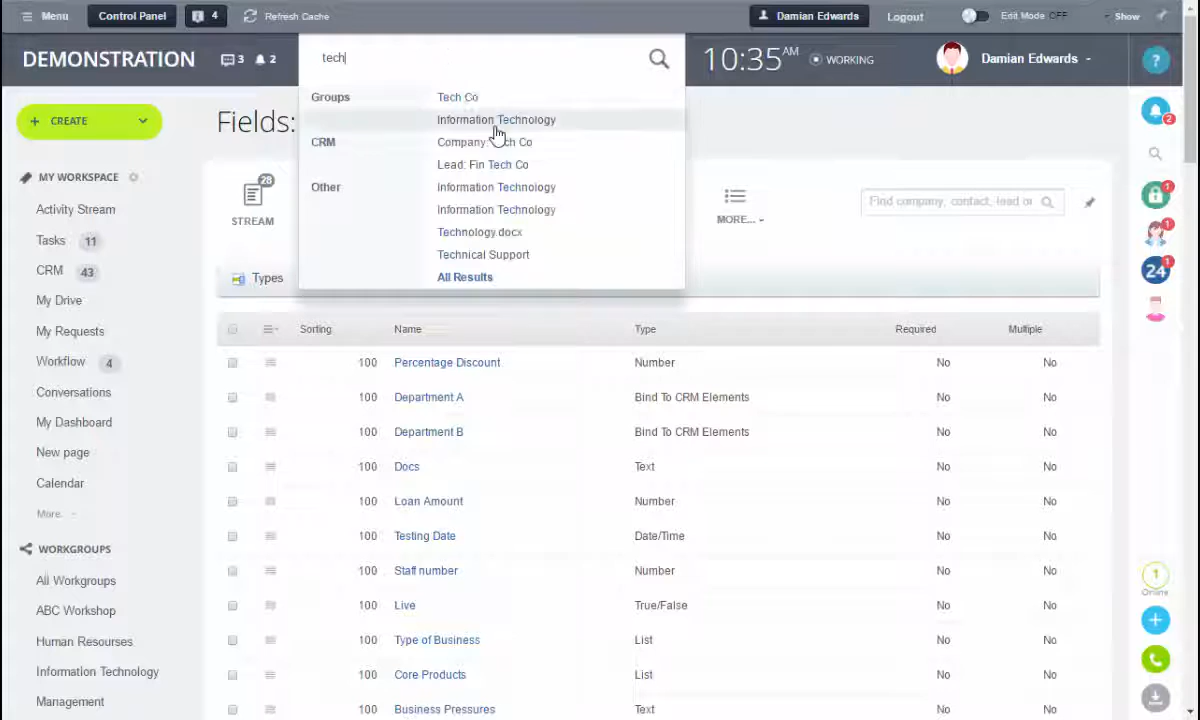 Menu Control Panel 4 Refresh Cache Damian Edwards Logout Edit Mode OFF Show
DEMONSTRATION 3 2 tech 10:35 AM WORKING Damian Edwards ?
Groups Tech Co
Information Technology
CRM Company: Tech Co
Lead: Fin Tech Co
Other Information Technology
Information Technology
Technology.docx
Technical Support
All Results
CREATE
Fields:
2
MY WORKSPACE
Activity Stream
Tasks 11
CRM 43
My Drive
My Requests
Workflow 4
Conversations
My Dashboard
New page
Calendar
More
WORKGROUPS
All Workgroups
ABC Workshop
Human Resourses
Information Technology
Management
28
STREAM
MORE...
Find company, contact, lead or
1
1
24 1
Types
Sorting Name Type Required Multiple
100 Percentage Discount Number No No
100 Department A Bind To CRM Elements No No
100 Department B Bind To CRM Elements No No
100 Docs Text No No
100 Loan Amount Number No No
100 Testing Date Date/Time No No
100 Staff number Number No No
100 Live True/False No No
100 Type of Business List No No
100 Core Products List No No
100 Business Pressures Text No No
1
Online